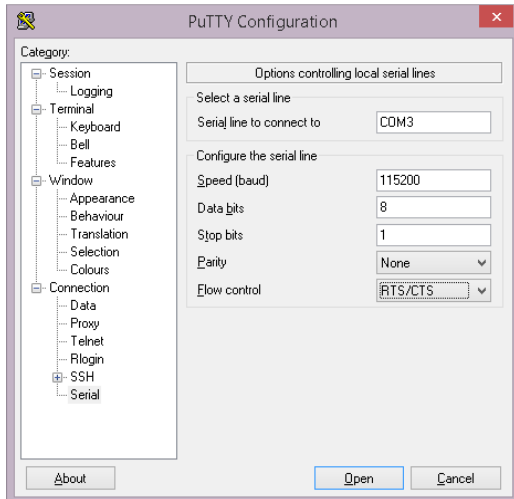 PuTTY Configuration
Category:
Session
Logging
Terminal
Keyboard
Bell
Features
Window
Appearance
Behaviour
Translation
Selection
Colours
Connection
Data
Proxy
Telnet
Rlogin
SSH
Serial
Options controlling local serial lines
Select a serial line
Serial line to connect to COM3
Configure the serial line
Speed (baud) 115200
Data bits 8
Stop bits 1
Parity None
Flow control RTS/CTS
About Open Cancel